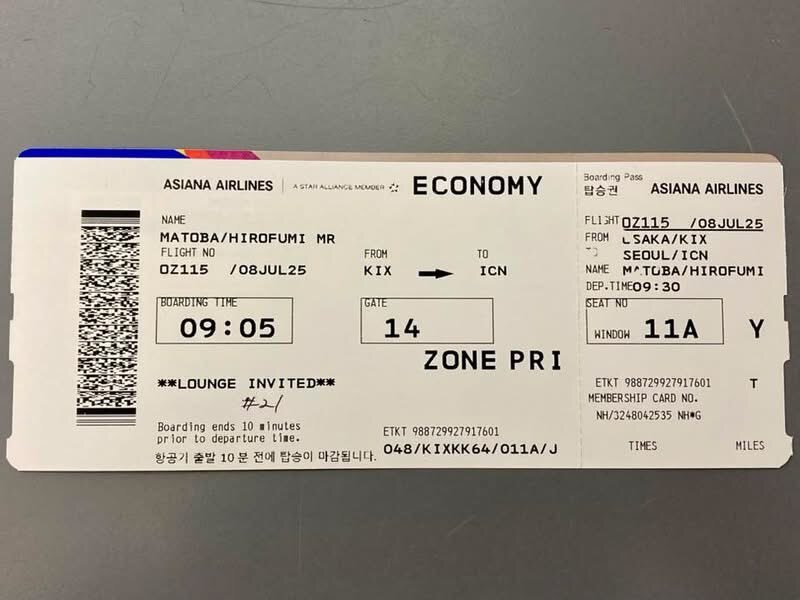 ASIANA AIRLINES A STAR ALLIANCE MEMBER ECONOMY
NAME
MATOBA/HIROFUMI MR
FLIGHT NO FROM TO
OZ115 /08JUL25 KIX ICN
BOARDING TIME GATE
09:05 14
ZONE PRI
**LOUNGE INVITED**
#21
Boarding ends 10 minutes
prior to departure time.
항공기 출발 10분 전에 탑승이 마감됩니다.
ETKT 988729927917601
048/KIXKK64/011A/J
Boarding Pass
탑승권 ASIANA AIRLINES
FLIGHT OZ115 /08JUL25
FROM OSAKA/KIX
TO SEOUL/ICN
NAME MATOBA/HIROFUMI
DEP.TIME 09:30
SEAT NO
WINDOW 11A Y
ETKT 988729927917601 T
MEMBERSHIP CARD NO.
NH/3248042535 NH*G
TIMES MILES